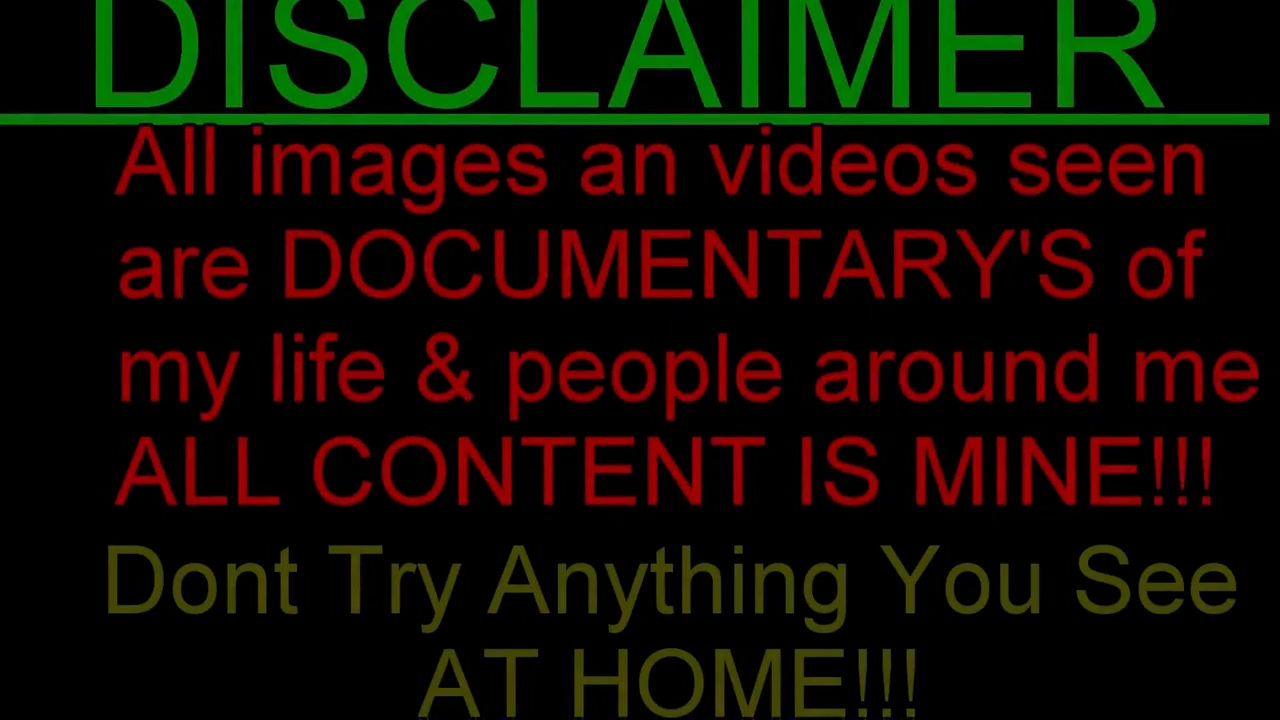 DISCLAIMER
All images an videos seen
are DOCUMENTARY'S of
my life & people around me
ALL CONTENT IS MINE!!!
Dont Try Anything You See
AT HOME!!!